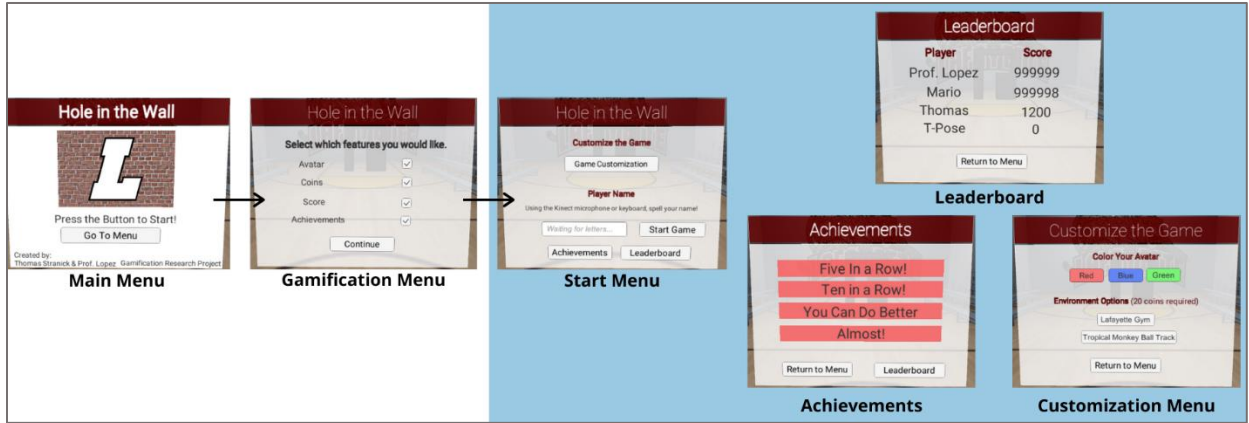 Hole in the Wall
L
Press the Button to Start!
Go To Menu
Created by:
Thomas Stranick & Prof. Lopez Gamification Research Project
Main Menu
Hole in the Wall
Select which features you would like.
Avatar
Coins
Score
Achievements
Continue
Gamification Menu
Hole in the Wall
Customize the Game
Game Customization
Player Name
Using the Kinect microphone or keyboard, spell your name!
Waiting for letters... Start Game
Achievements Leaderboard
Start Menu
Leaderboard
Player Score
Prof. Lopez 999999
Mario 999998
Thomas 1200
T-Pose 0
Return to Menu
Leaderboard
Achievements
Five In a Row!
Ten in a Row!
You Can Do Better
Almost!
Return to Menu Leaderboard
Achievements
Customize the Game
Color Your Avatar
Red Blue Green
Environment Options (20 coins required)
Lafayette Gym
Tropical Monkey Ball Track
Return to Menu
Customization Menu